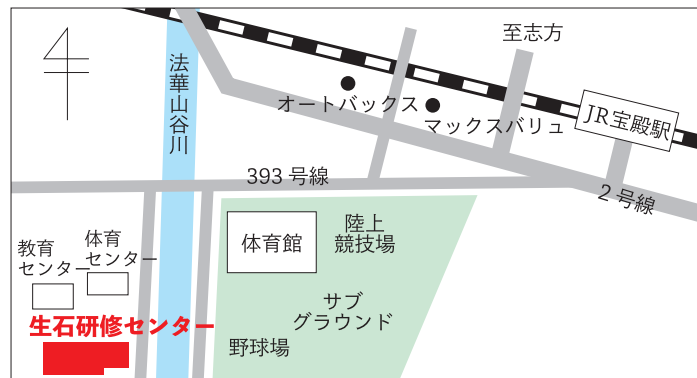 至志方
法華山谷川
オートバックス
マックスバリュ
JR宝殿駅
393号線
2号線
体育館
陸上
競技場
教育
センター
体育
センター
サブ
グラウンド
生石研修センター
野球場